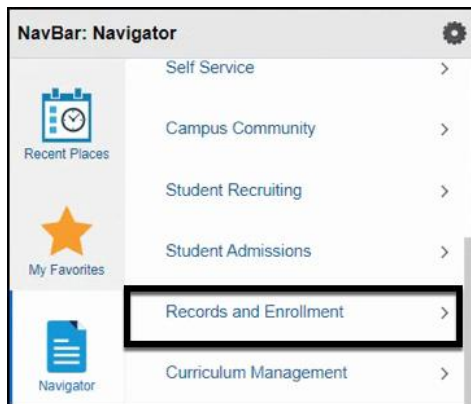 NavBar: Navigator
Self Service
Recent Places
Campus Community
Student Recruiting
My Favorites
Student Admissions
Records and Enrollment
Navigator
Curriculum Management